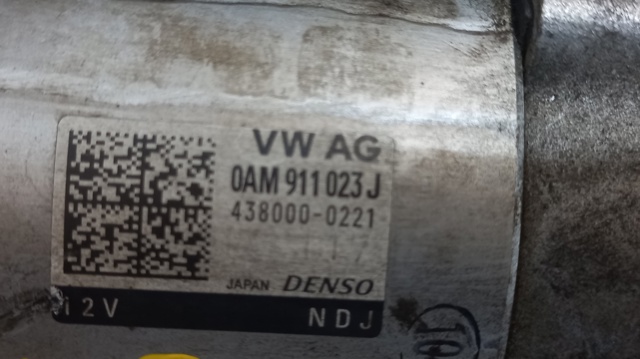 VW AG
0AM 911 023 J
438000-0221
JAPAN DENSO
12V NDJ